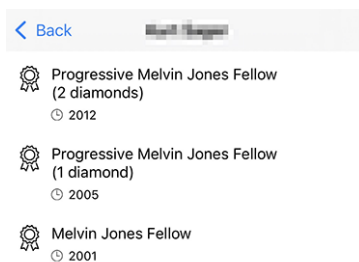 Back
Progressive Melvin Jones Fellow
(2 diamonds)
2012
Progressive Melvin Jones Fellow
(1 diamond)
2005
Melvin Jones Fellow
2001